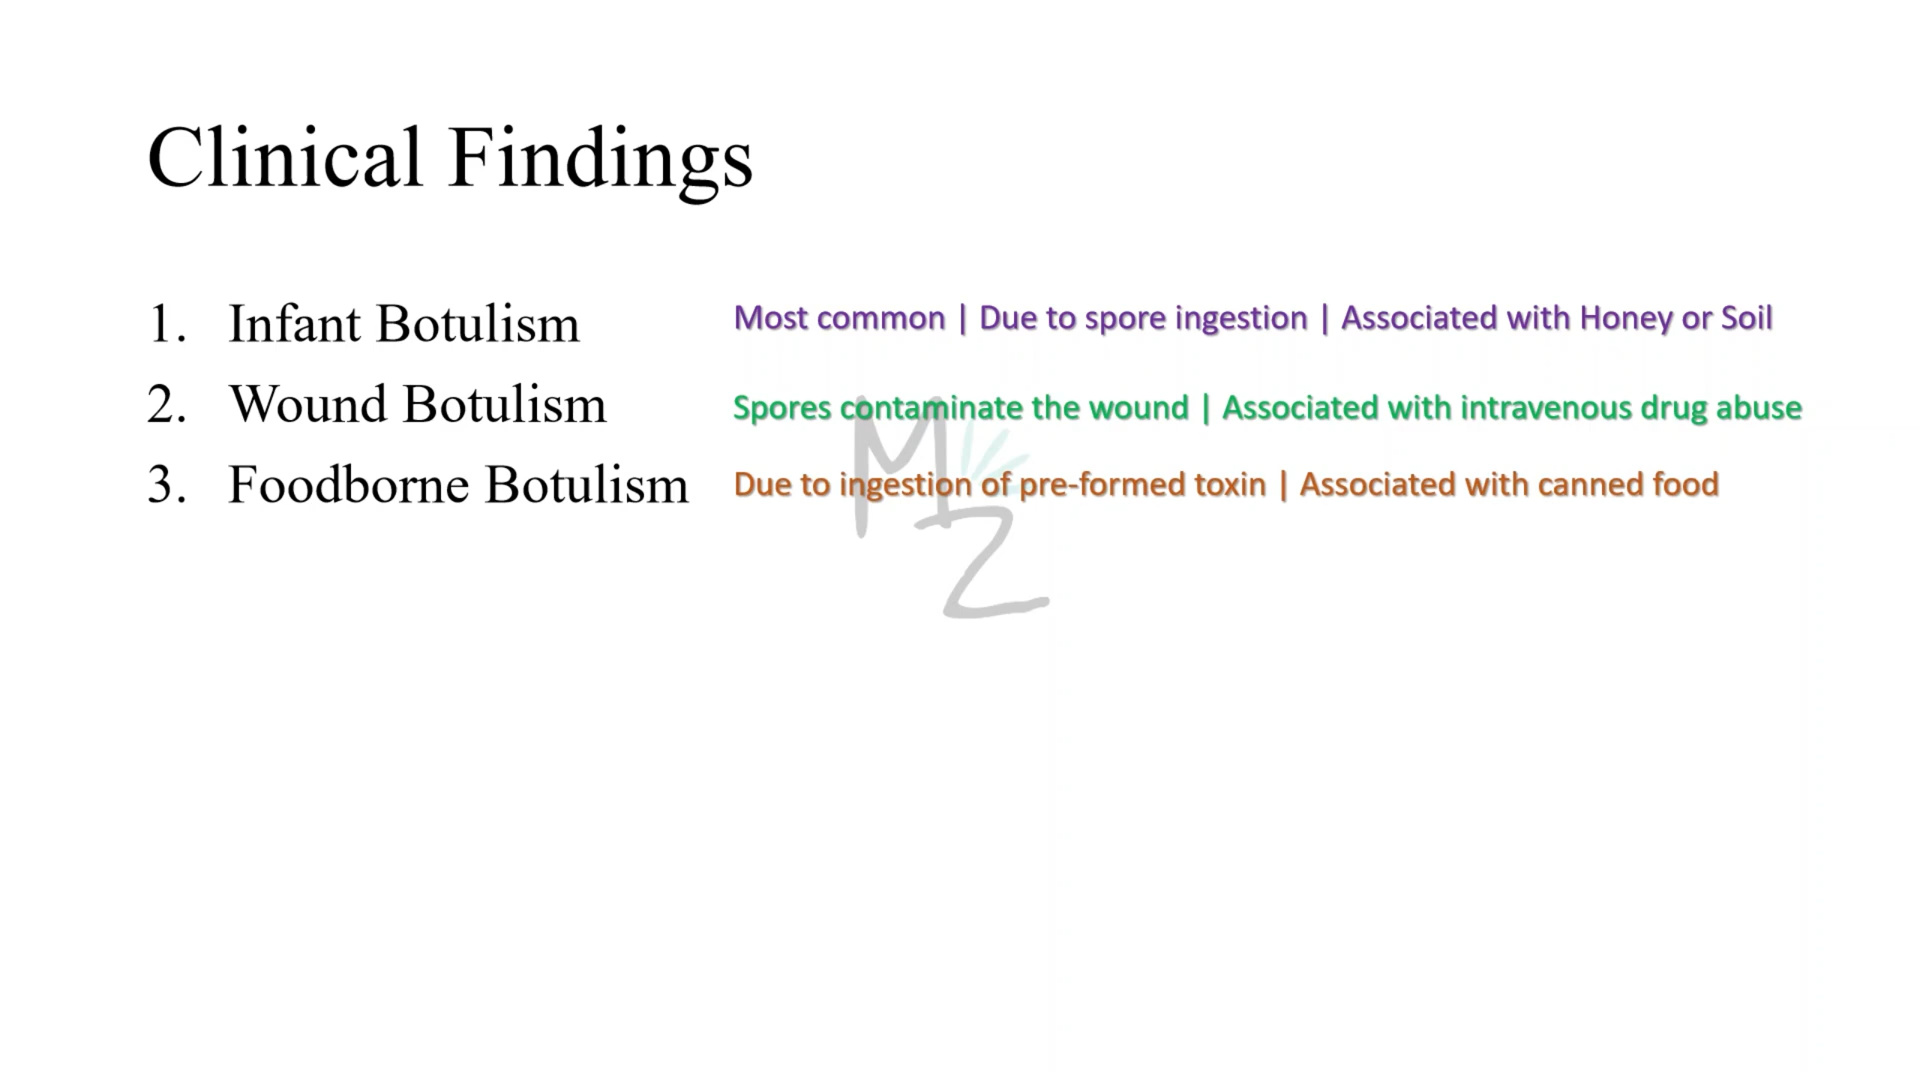 Clinical Findings
1. Infant Botulism Most common | Due to spore ingestion | Associated with Honey or Soil
2. Wound Botulism Spores contaminate the wound | Associated with intravenous drug abuse
3. Foodborne Botulism Due to ingestion of pre-formed toxin | Associated with canned food
MZ